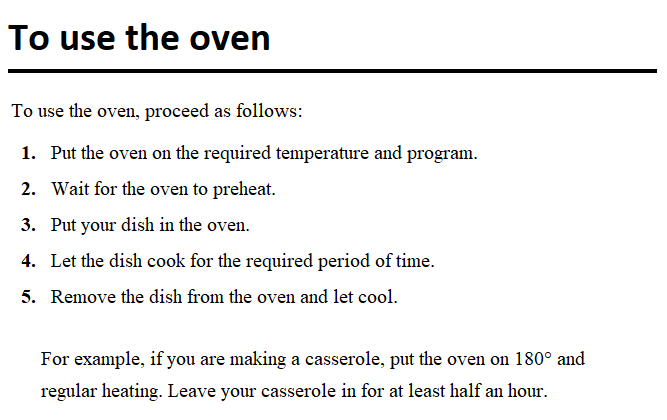 To use the oven
To use the oven, proceed as follows:
1. Put the oven on the required temperature and program.
2. Wait for the oven to preheat.
3. Put your dish in the oven.
4. Let the dish cook for the required period of time.
5. Remove the dish from the oven and let cool.
For example, if you are making a casserole, put the oven on 180° and
regular heating. Leave your casserole in for at least half an hour.